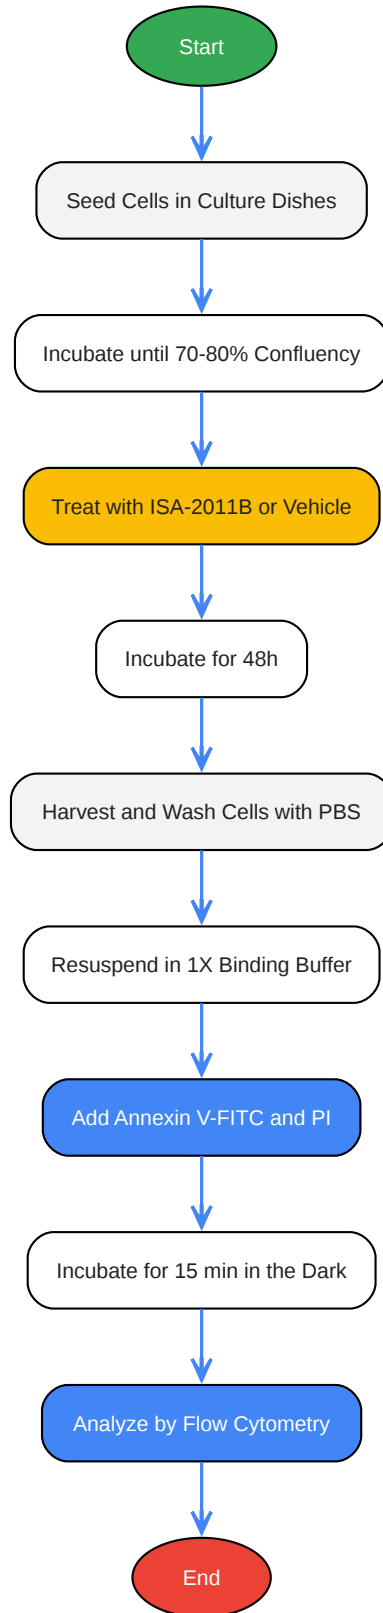 Start
Seed Cells in Culture Dishes
Incubate until 70-80% Confluency
Treat with ISA-2011B or Vehicle
Incubate for 48h
Harvest and Wash Cells with PBS
Resuspend in 1X Binding Buffer
Add Annexin V-FITC and PI
Incubate for 15 min in the Dark
Analyze by Flow Cytometry
End